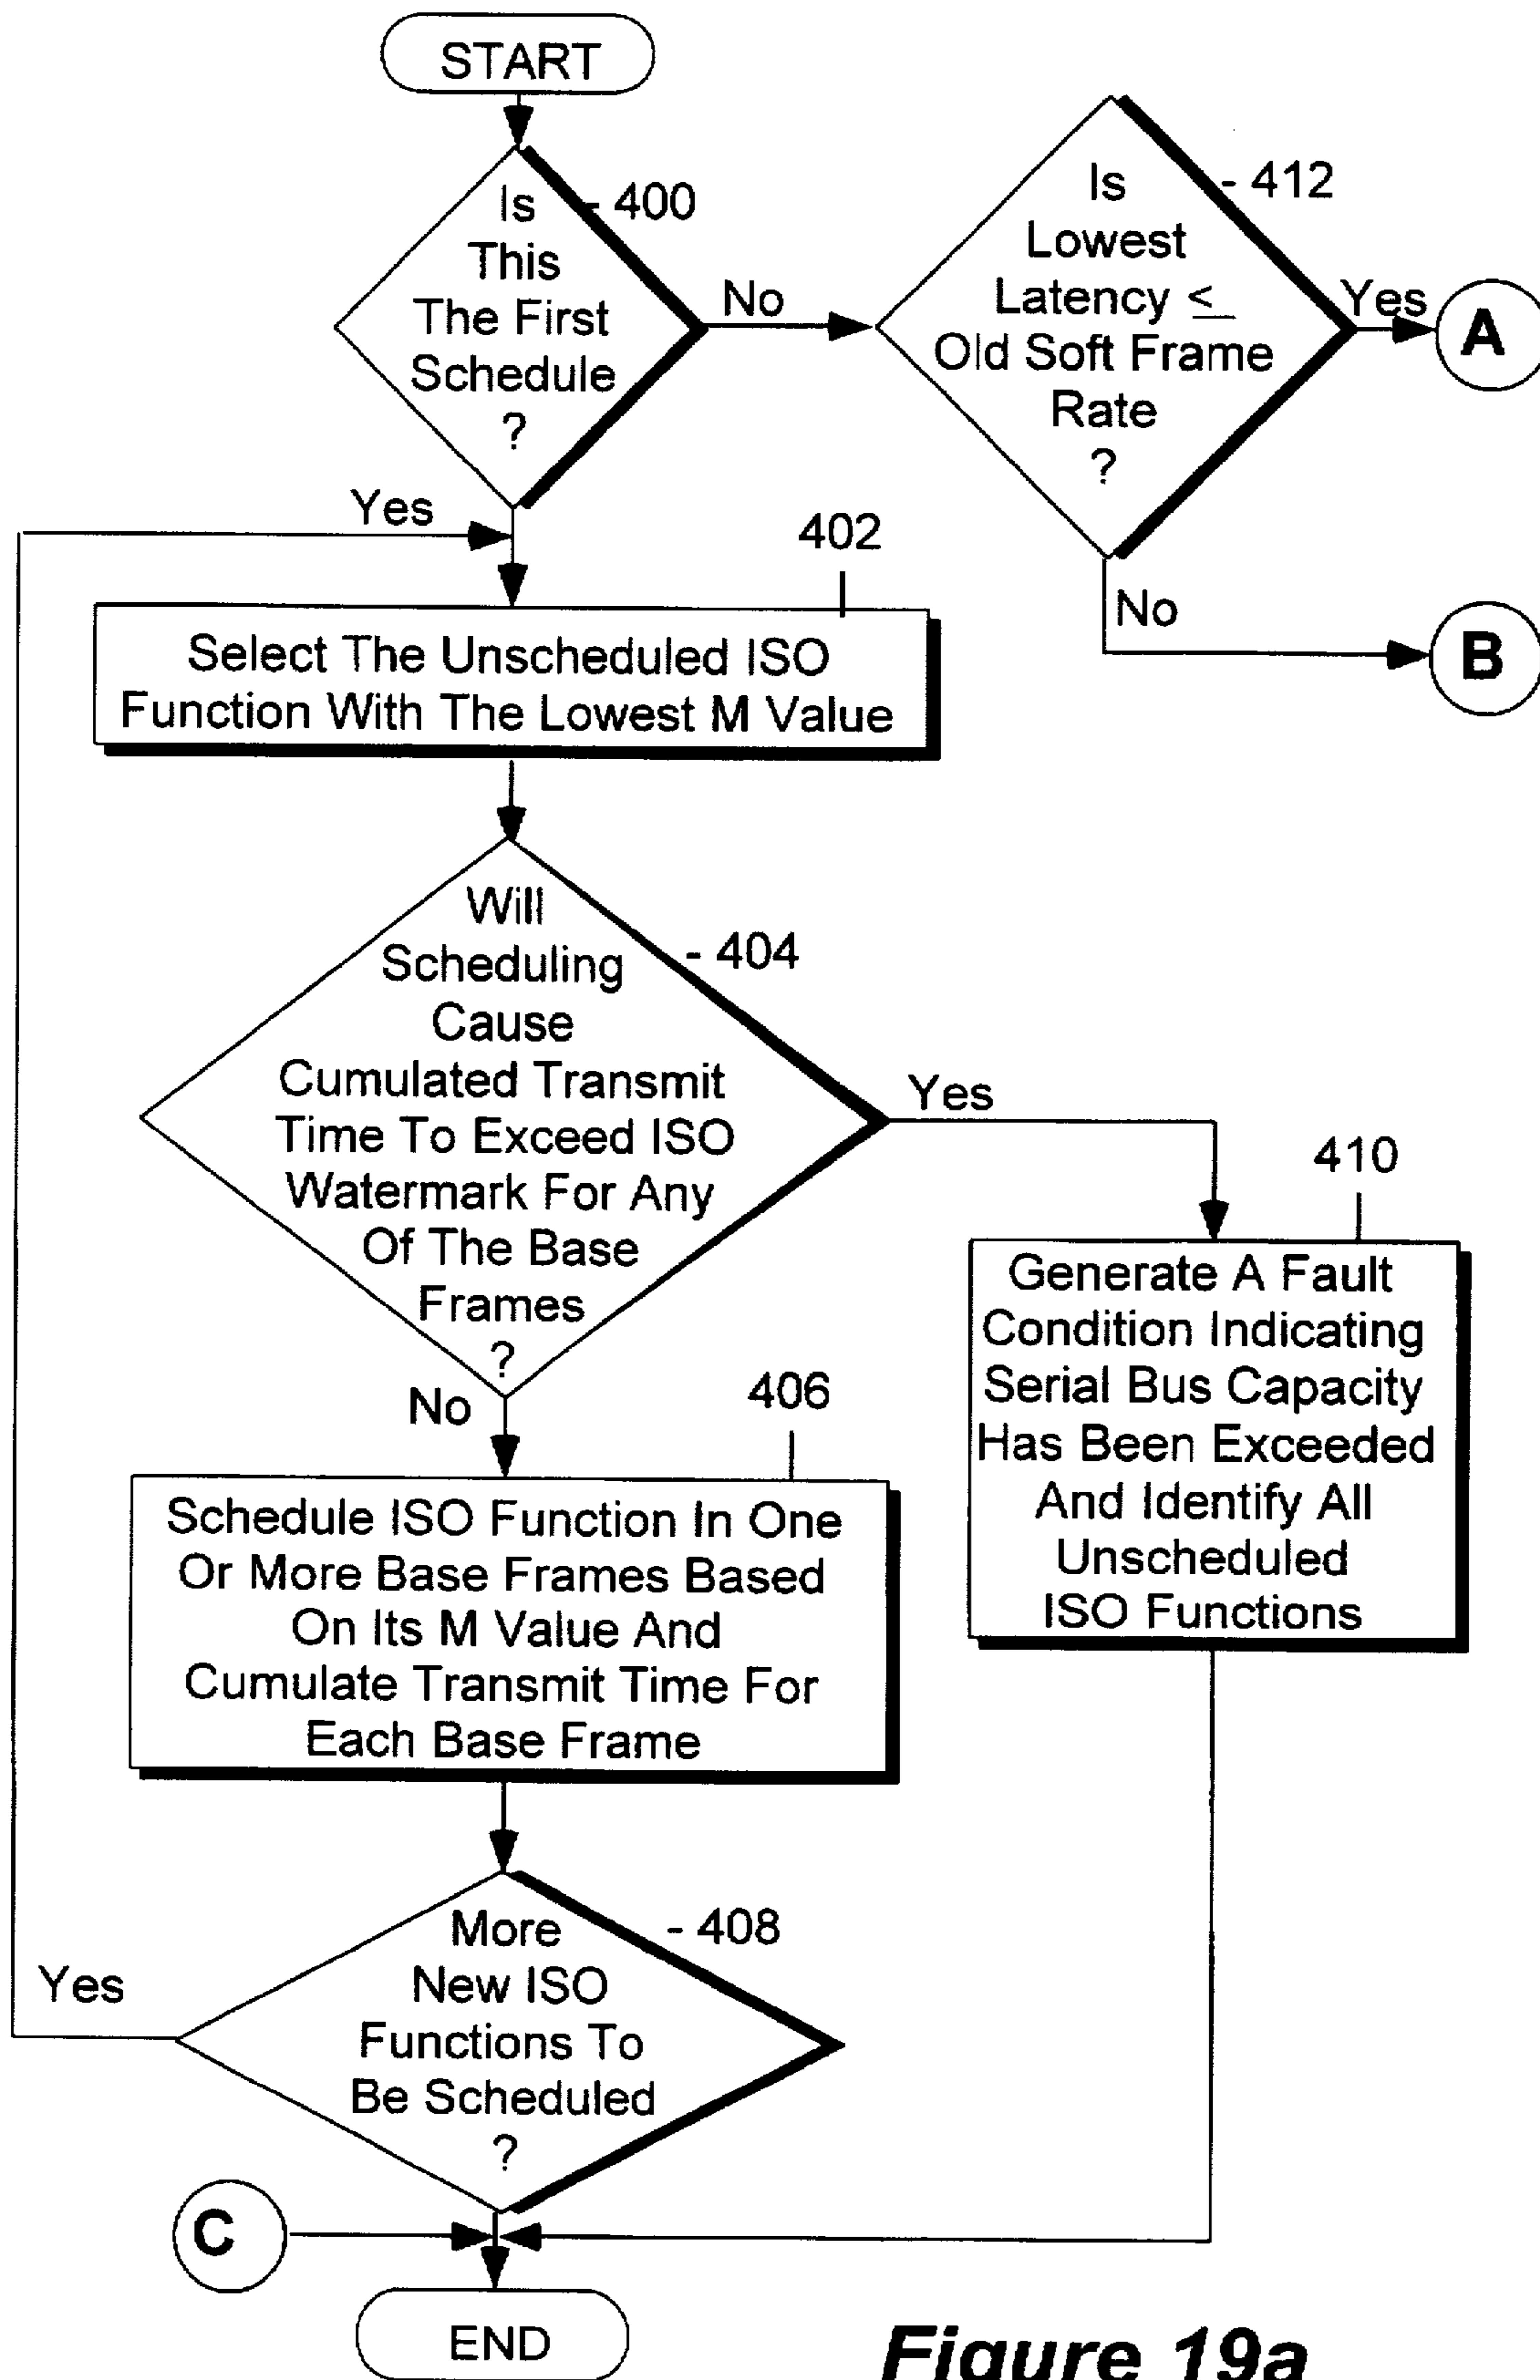 START
Is
This
The First
Schedule
?
- 400
No
Yes
Is
Lowest
Latency ≤
Old Soft Frame
Rate
?
- 412
Yes
A
No
B
402
Select The Unscheduled ISO
Function With The Lowest M Value
Will
Scheduling
Cause
Cumulated Transmit
Time To Exceed ISO
Watermark For Any
Of The Base
Frames
?
- 404
Yes
No
410
Generate A Fault
Condition Indicating
Serial Bus Capacity
Has Been Exceeded
And Identify All
Unscheduled
ISO Functions
406
Schedule ISO Function In One
Or More Base Frames Based
On Its M Value And
Cumulate Transmit Time For
Each Base Frame
More
New ISO
Functions To
Be Scheduled
?
- 408
Yes
C
END
Figure 19a